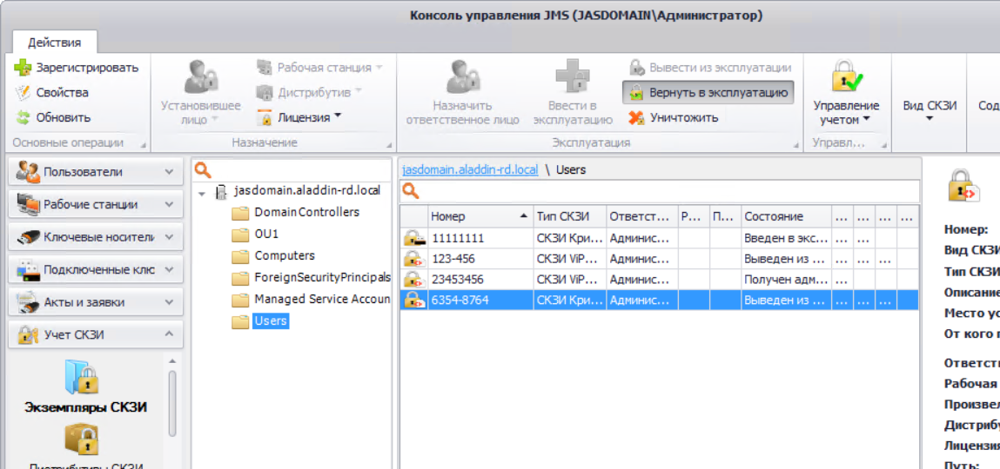 Консоль управления JMS (JASDOMAIN\Администратор)
Действия
Зарегистрировать
Свойства
Обновить
Основные операции
Установившее
лицо
Рабочая станция
Дистрибутив
Лицензия
Назначение
Назначить
ответственное лицо
Ввести в
эксплуатацию
Вывести из эксплуатации
Вернуть в эксплуатацию
Уничтожить
Эксплуатация
Управление
учетом
Управл...
Вид СКЗИ
Сод
Пользователи
Рабочие станции
Ключевые носители
Подключенные клю
Акты и заявки
Учет СКЗИ
Экземпляры СКЗИ
Дистрибутивы СКЗИ
jasdomain.aladdin-rd.local
Domain Controllers
OU1
Computers
ForeignSecurityPrincipals
Managed Service Accoun
Users
jasdomain.aladdin-rd.local \ Users
Номер Тип СКЗИ Ответст... Р... П... Состояние ... ... ... ...
11111111 СКЗИ Кри... Админис... Введен в экс... ... ...
123-456 СКЗИ ViP... Админис... Выведен из ... ... ... ...
23453456 СКЗИ ViP... Админис... Получен адм... ...
6354-8764 СКЗИ Кри... Админис... Выведен из ... ... ... ...
Номер:
Вид СКЗИ
Тип СКЗИ
Описание
Место ус
От кого п
Ответст
Рабочая
Произвел
Дистрибу
Лицензия
Путь: